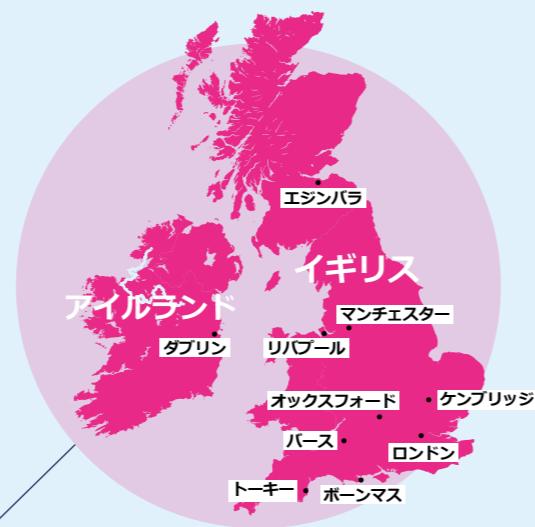 エジンバラ
イギリス
アイルランド
マンチェスター
ダブリン
リバプール
オックスフォード
ケンブリッジ
バース
ロンドン
トーキー
ボーンマス